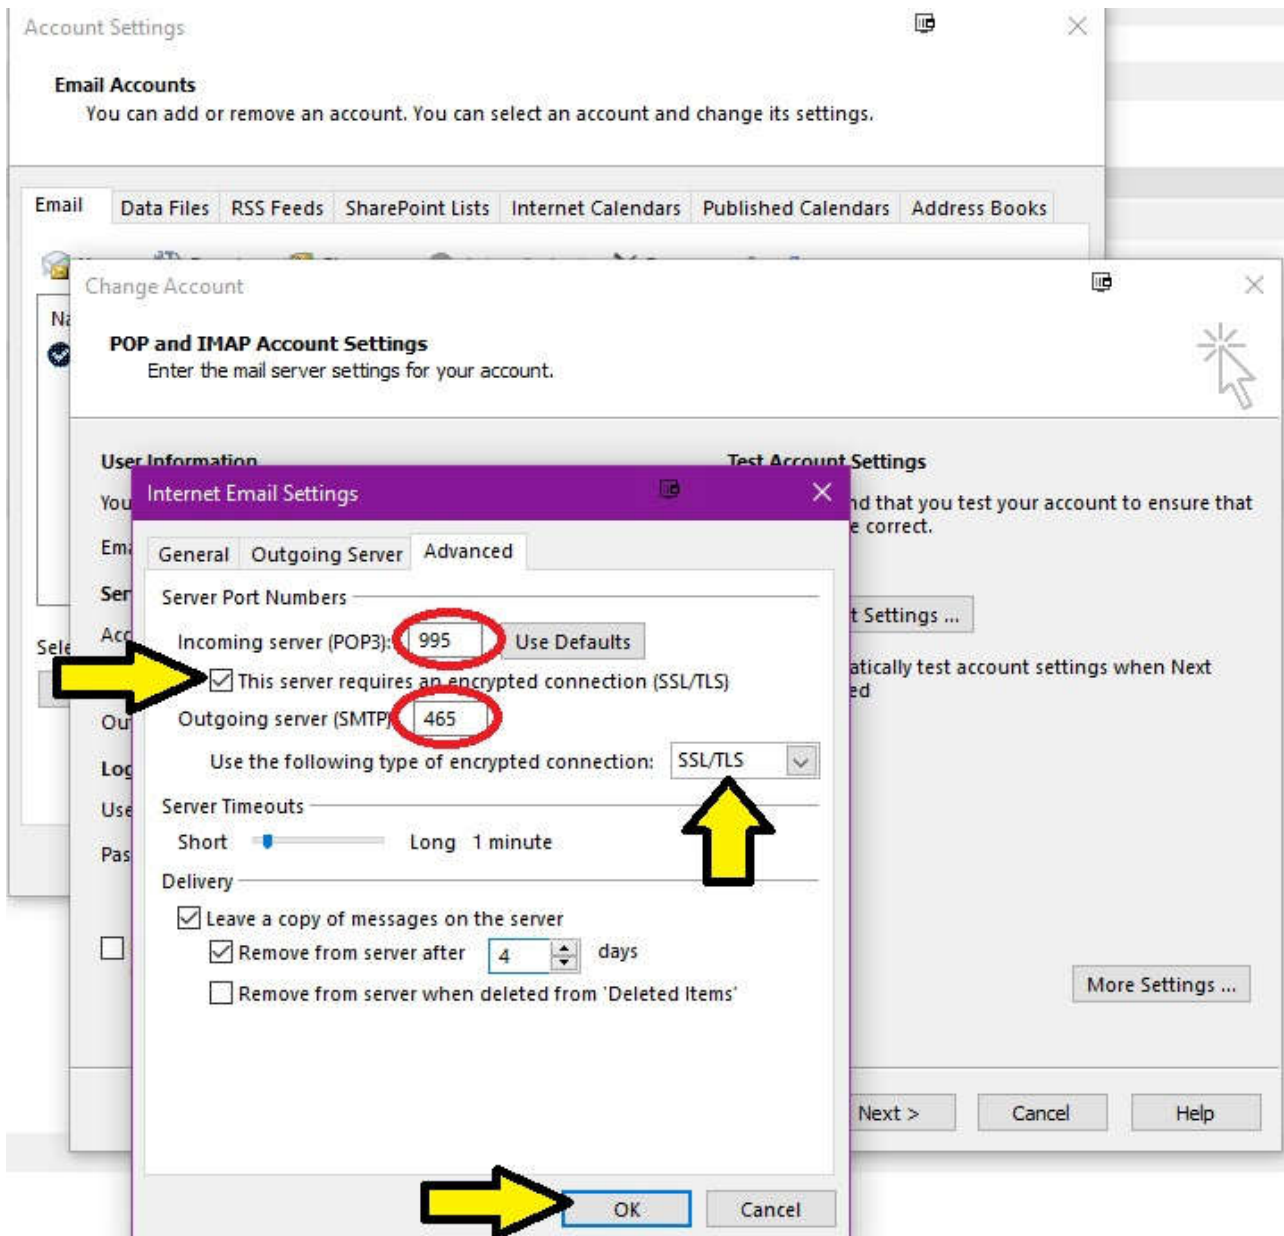 Account Settings
Email Accounts
You can add or remove an account. You can select an account and change its settings.
Email Data Files RSS Feeds SharePoint Lists Internet Calendars Published Calendars Address Books
Change Account
POP and IMAP Account Settings
Enter the mail server settings for your account.
User Information
Test Account Settings
Internet Email Settings
that you test your account to ensure that
correct.
General Outgoing Server Advanced
Server Port Numbers
Incoming server (POP3): 995 Use Defaults
Settings ...
This server requires an encrypted connection (SSL/TLS)
test account settings when Next
Outgoing server (SMTP) 465
Use the following type of encrypted connection: SSL/TLS
Server Timeouts
Short Long 1 minute
Delivery
Leave a copy of messages on the server
Remove from server after 4 days
Remove from server when deleted from 'Deleted Items'
More Settings ...
Next > Cancel Help
OK Cancel